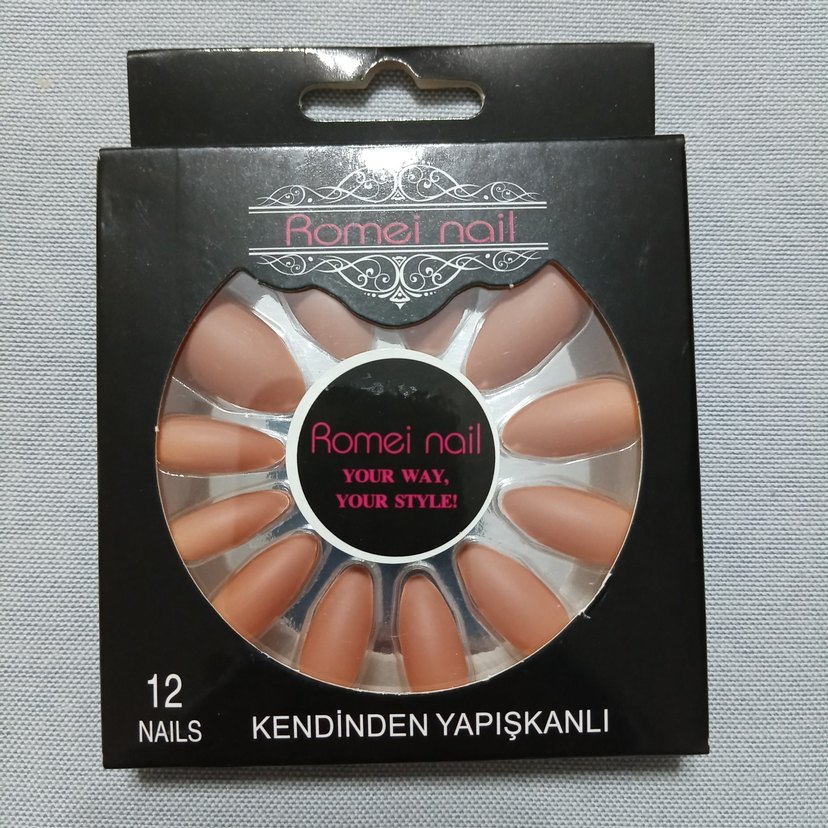 Romei nail
Romei nail
YOUR WAY,
YOUR STYLE!
12
NAILS
KENDİNDEN YAPIŞKANLI